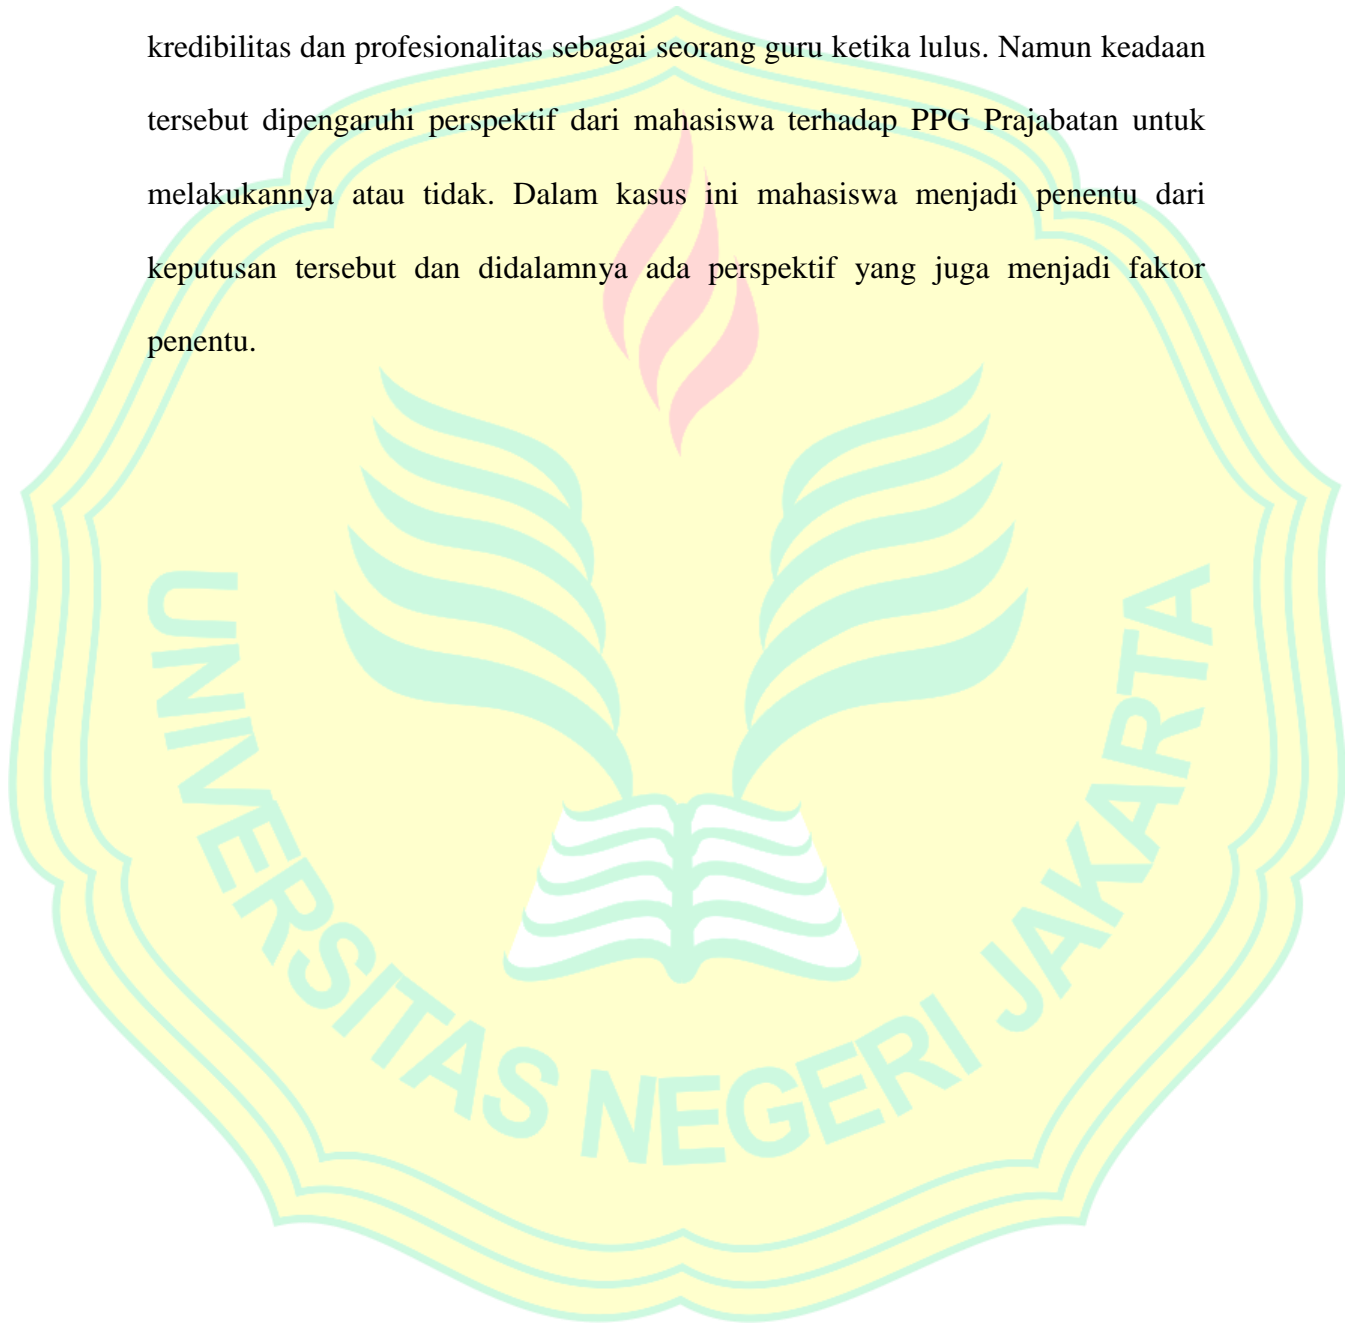 kredibilitas dan profesionalitas sebagai seorang guru ketika lulus. Namun keadaan
tersebut dipengaruhi perspektif dari mahasiswa terhadap PPG Prajabatan untuk
melakukannya atau tidak. Dalam kasus ini mahasiswa menjadi penentu dari
keputusan tersebut dan didalamnya ada perspektif yang juga menjadi faktor
penentu.
UNIVERSITAS NEGERI JAKARTA